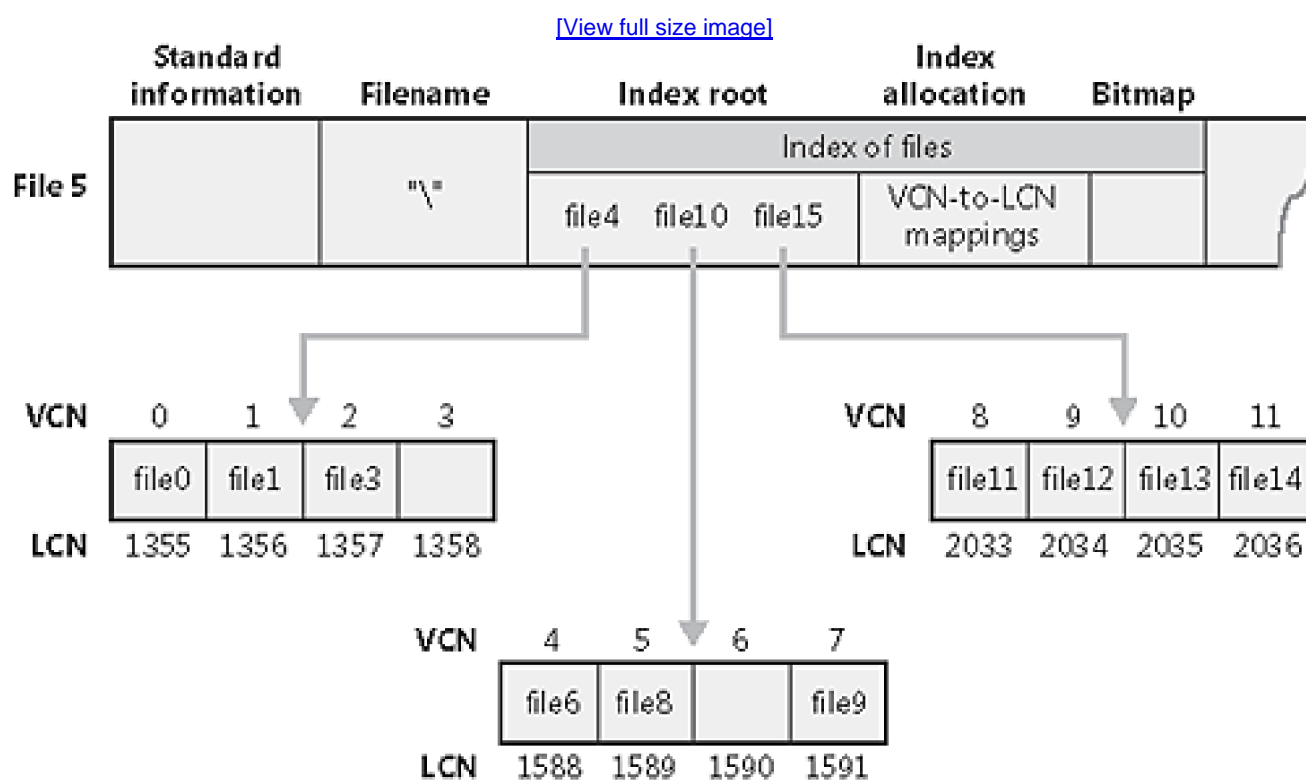 [View full size image]
Standard information
Filename
Index root
Index allocation
Bitmap
File 5
"\"
Index of files
file4 file10 file15
VCN-to-LCN mappings
VCN 0 1 2 3
file0 file1 file3
LCN 1355 1356 1357 1358
VCN 8 9 10 11
file11 file12 file13 file14
LCN 2033 2034 2035 2036
VCN 4 5 6 7
file6 file8 file9
LCN 1588 1589 1590 1591